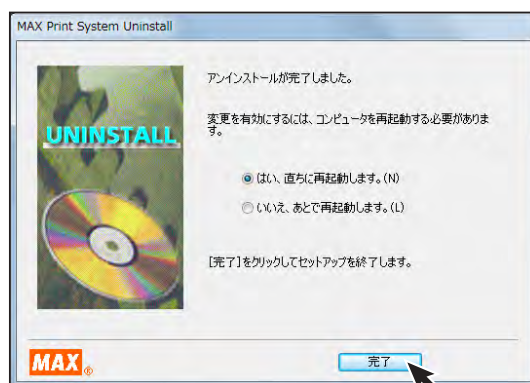 MAX Print System Uninstall
アンインストールが完了しました。
変更を有効にするには、コンピュータを再起動する必要がありま
す。
UNINSTALL
はい、直ちに再起動します。(N)
いいえ、あとで再起動します。(L)
[完了]をクリックしてセットアップを終了します。
MAX®
完了